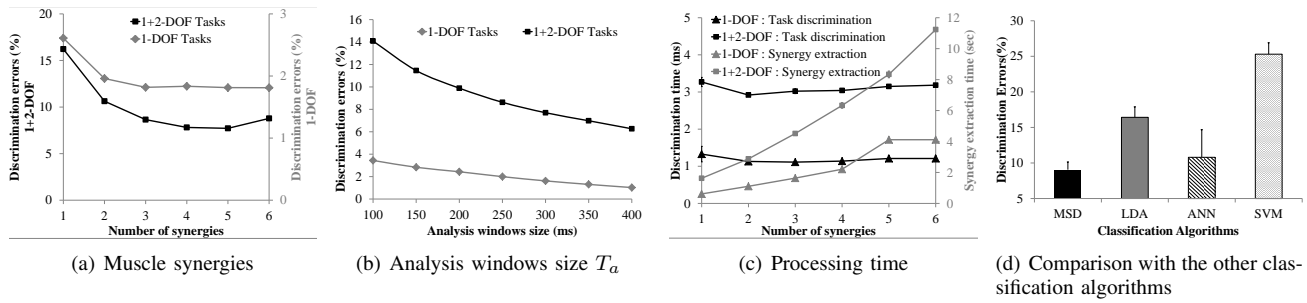 Discrimination errors (%)
1+2-DOF
20
15
10
5
0
1+2-DOF Tasks
1-DOF Tasks
3
2
1
0
Discrimination errors (%)
1-DOF
1 2 3 4 5 6
Number of synergies
(a) Muscle synergies
Discrimination errors (%)
16
14
12
10
8
6
4
2
0
1-DOF Tasks 1+2-DOF Tasks
100 150 200 250 300 350 400
Analysis windows size (ms)
(b) Analysis windows size Ta
Discrimination time (ms)
5
4
3
2
1
0
1-DOF : Task discrimination
1+2-DOF : Task discrimination
1-DOF : Synergy extraction
1+2-DOF : Synergy extraction
12
10
8
6
4
2
0
Synergy extraction time (sec)
1 2 3 4 5 6
Number of synergies
(c) Processing time
Discrimination Errors(%)
30
25
20
15
10
5
MSD LDA ANN SVM
Classification Algorithms
(d) Comparison with the other clas-
sification algorithms